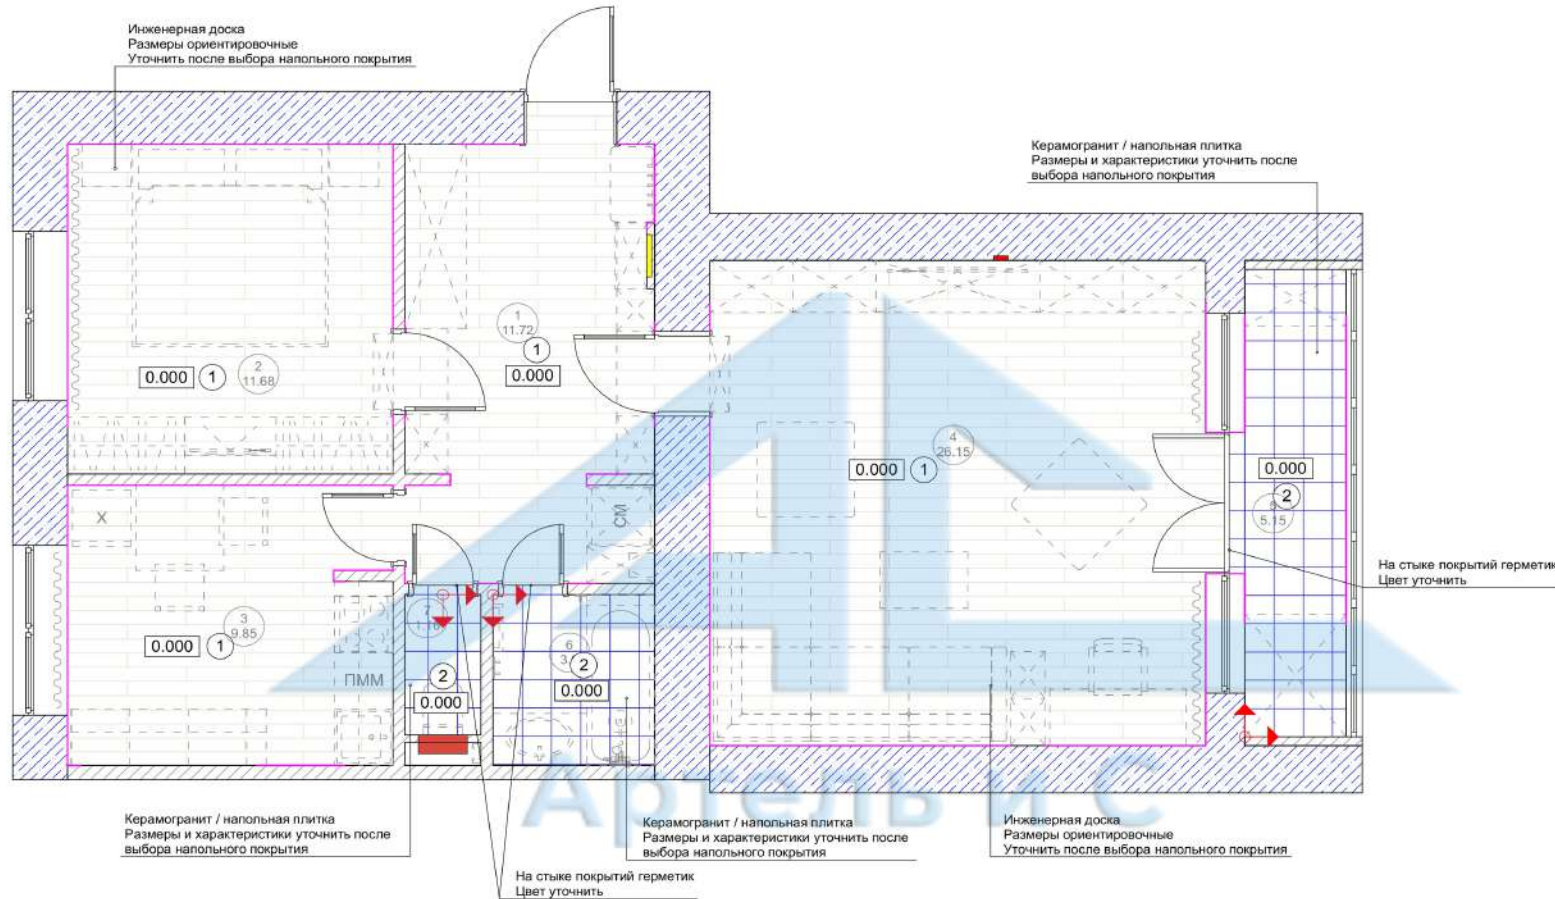 Инженерная доска
Размеры ориентировочные
Уточнить после выбора напольного покрытия
Керамогранит / напольная плитка
Размеры и характеристики уточнить после
выбора напольного покрытия
1
11.72
1
0.000
0.000
1
2
11.68
4
26.15
0.000
1
0.000
2
5.15
X
СМ
На стыке покрытий герметик
Цвет уточнить
3
9.85
0.000
1
7
6
2
0.000
ПММ
2
0.000
АС
Артель и С
Керамогранит / напольная плитка
Размеры и характеристики уточнить после
выбора напольного покрытия
Керамогранит / напольная плитка
Размеры и характеристики уточнить после
выбора напольного покрытия
Инженерная доска
Размеры ориентировочные
Уточнить после выбора напольного покрытия
На стыке покрытий герметик
Цвет уточнить